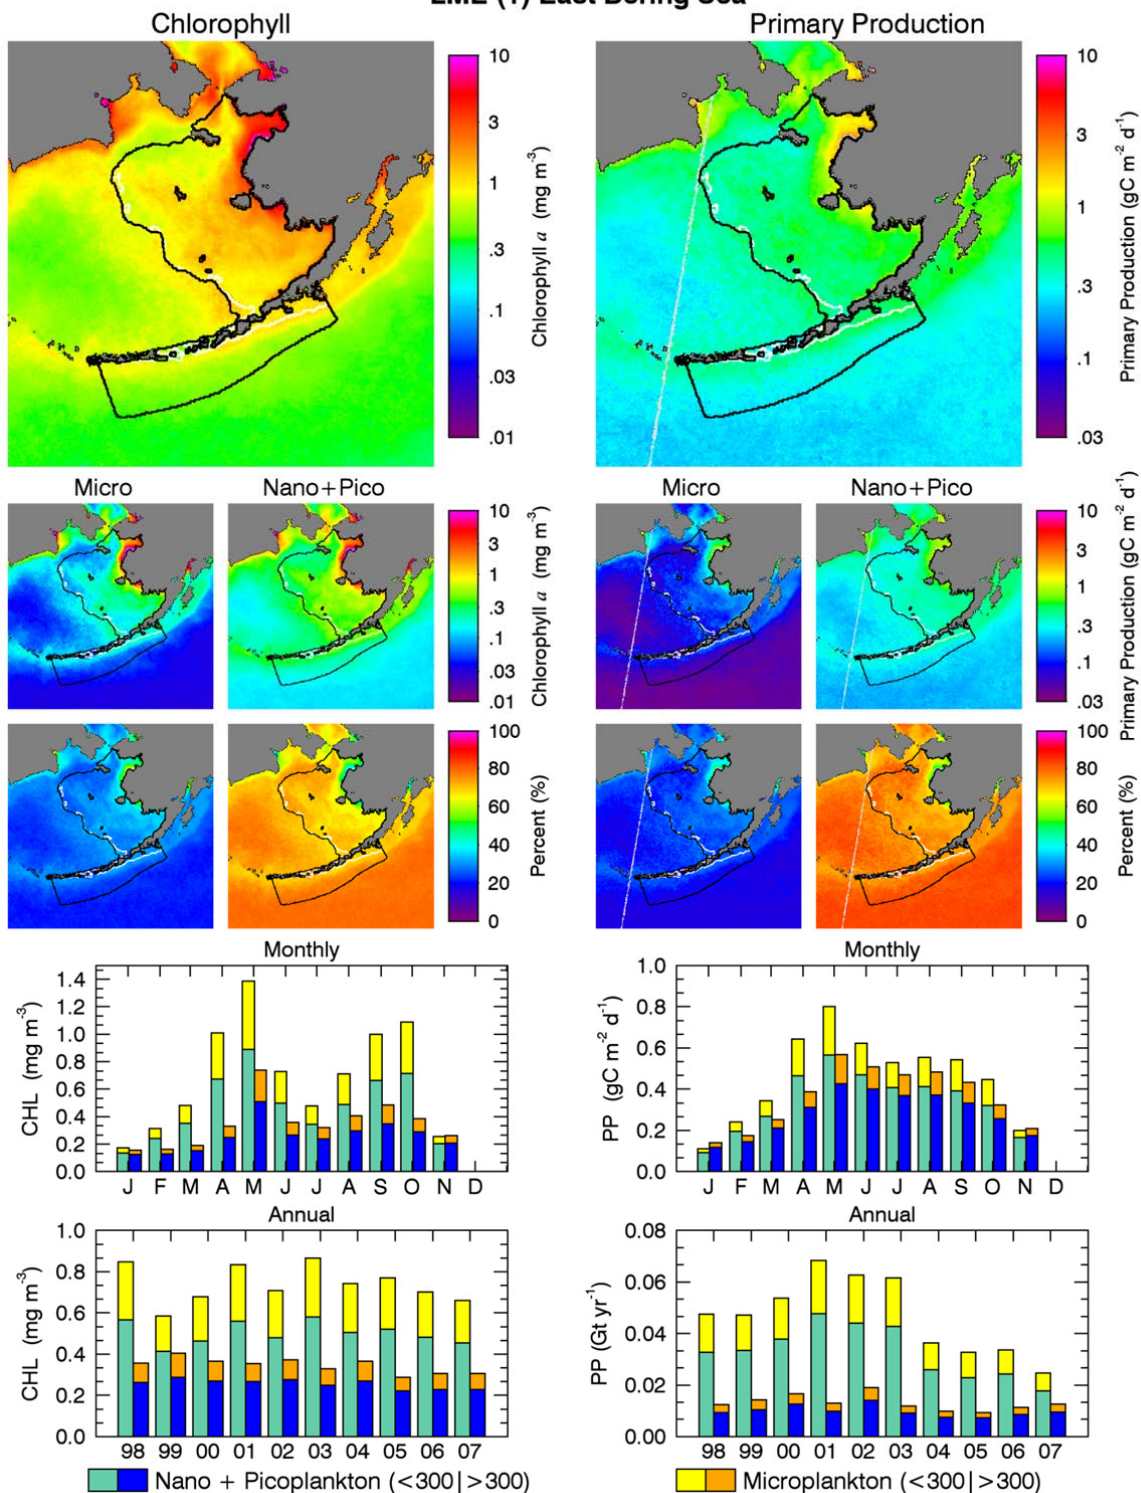 LME (1) East Bering Sea
Chlorophyll
Primary Production
10
3
1
.3
.1
.03
.01
Chlorophyll a (mg m-3)
10
3
1
.3
.1
.03
Primary Production (gC m-2 d-1)
Micro
Nano+Pico
10
3
1
.3
.1
.03
.01
Chlorophyll a (mg m-3)
Micro
Nano+Pico
10
3
1
.3
.1
.03
Primary Production (gC m-2 d-1)
100
80
60
40
20
0
Percent (%)
100
80
60
40
20
0
Percent (%)
Monthly
CHL (mg m-3)
1.4
1.2
1.0
0.8
0.6
0.4
0.2
0.0
J F M A M J J A S O N D
Monthly
PP (gC m-2 d-1)
1.0
0.8
0.6
0.4
0.2
0.0
J F M A M J J A S O N D
Annual
CHL (mg m-3)
1.0
0.8
0.6
0.4
0.2
0.0
98 99 00 01 02 03 04 05 06 07
Annual
PP (Gt yr-1)
0.08
0.06
0.04
0.02
0.00
98 99 00 01 02 03 04 05 06 07
Nano + Picoplankton (<300|>300)
Microplankton (<300|>300)